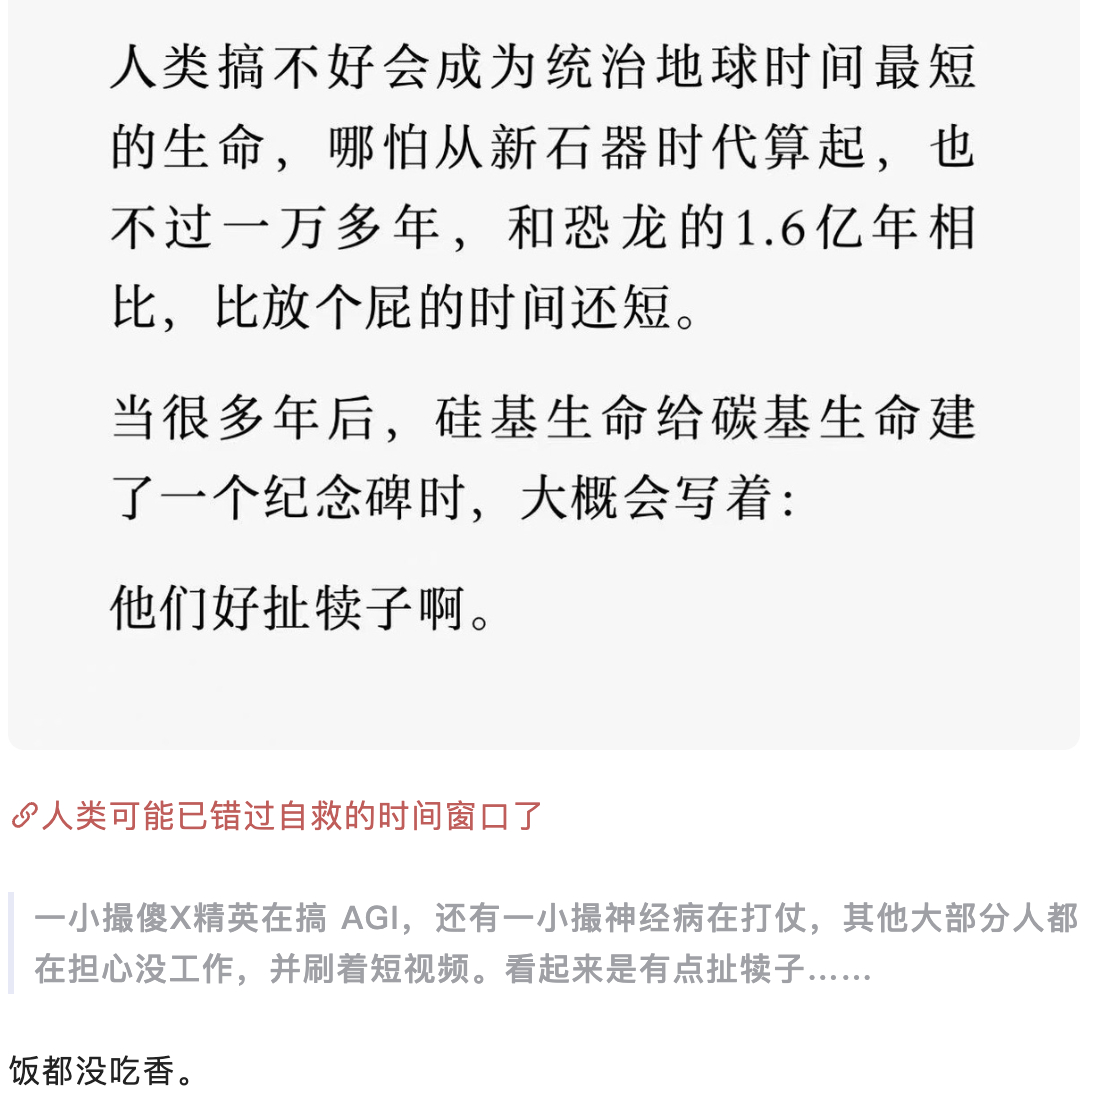 人类搞不好会成为统治地球时间最短
的生命，哪怕从新石器时代算起，也
不过一万多年，和恐龙的1.6亿年相
比，比放个屁的时间还短。
当很多年后，硅基生命给碳基生命建
了一个纪念碑时，大概会写着：
他们好扯犊子啊。
人类可能已错过自救的时间窗口了
一小撮傻X精英在搞 AGI，还有一小撮神经病在打仗，其他大部分人都
在担心没工作，并刷着短视频。看起来是有点扯犊子……
饭都没吃香。